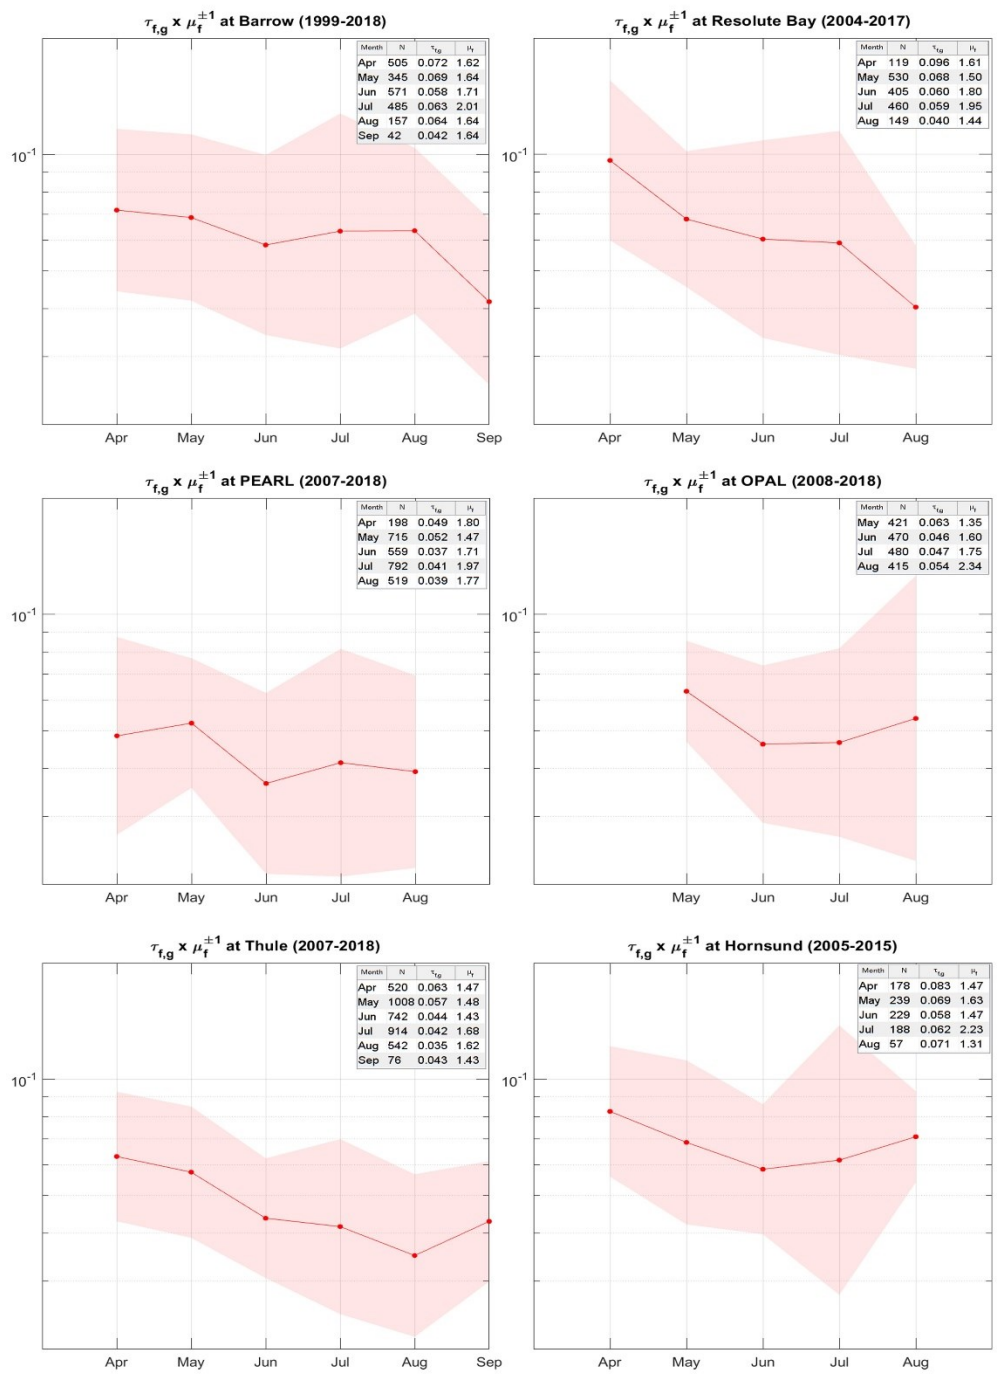 τf,g x μf±1 at Barrow (1999-2018)
Month N τf,g μf
Apr 505 0.072 1.62
May 345 0.069 1.64
Jun 571 0.058 1.71
Jul 485 0.063 2.01
Aug 157 0.064 1.64
Sep 42 0.042 1.64
10-1
Apr May Jun Jul Aug Sep
τf,g x μf±1 at Resolute Bay (2004-2017)
Month N τf,g μf
Apr 119 0.096 1.61
May 530 0.068 1.50
Jun 405 0.060 1.80
Jul 460 0.059 1.95
Aug 149 0.040 1.44
10-1
Apr May Jun Jul Aug
τf,g x μf±1 at PEARL (2007-2018)
Month N τf,g μf
Apr 198 0.049 1.80
May 715 0.052 1.47
Jun 559 0.037 1.71
Jul 792 0.041 1.97
Aug 519 0.039 1.77
10-1
Apr May Jun Jul Aug
τf,g x μf±1 at OPAL (2008-2018)
Month N τf,g μf
May 421 0.063 1.35
Jun 470 0.046 1.60
Jul 480 0.047 1.75
Aug 415 0.054 2.34
10-1
May Jun Jul Aug
τf,g x μf±1 at Thule (2007-2018)
Month N τf,g μf
Apr 520 0.063 1.47
May 1008 0.057 1.48
Jun 742 0.044 1.43
Jul 914 0.042 1.68
Aug 542 0.035 1.62
Sep 76 0.043 1.43
10-1
Apr May Jun Jul Aug Sep
τf,g x μf±1 at Hornsund (2005-2015)
Month N τf,g μf
Apr 178 0.083 1.47
May 239 0.069 1.63
Jun 229 0.058 1.47
Jul 188 0.062 2.23
Aug 57 0.071 1.31
10-1
Apr May Jun Jul Aug